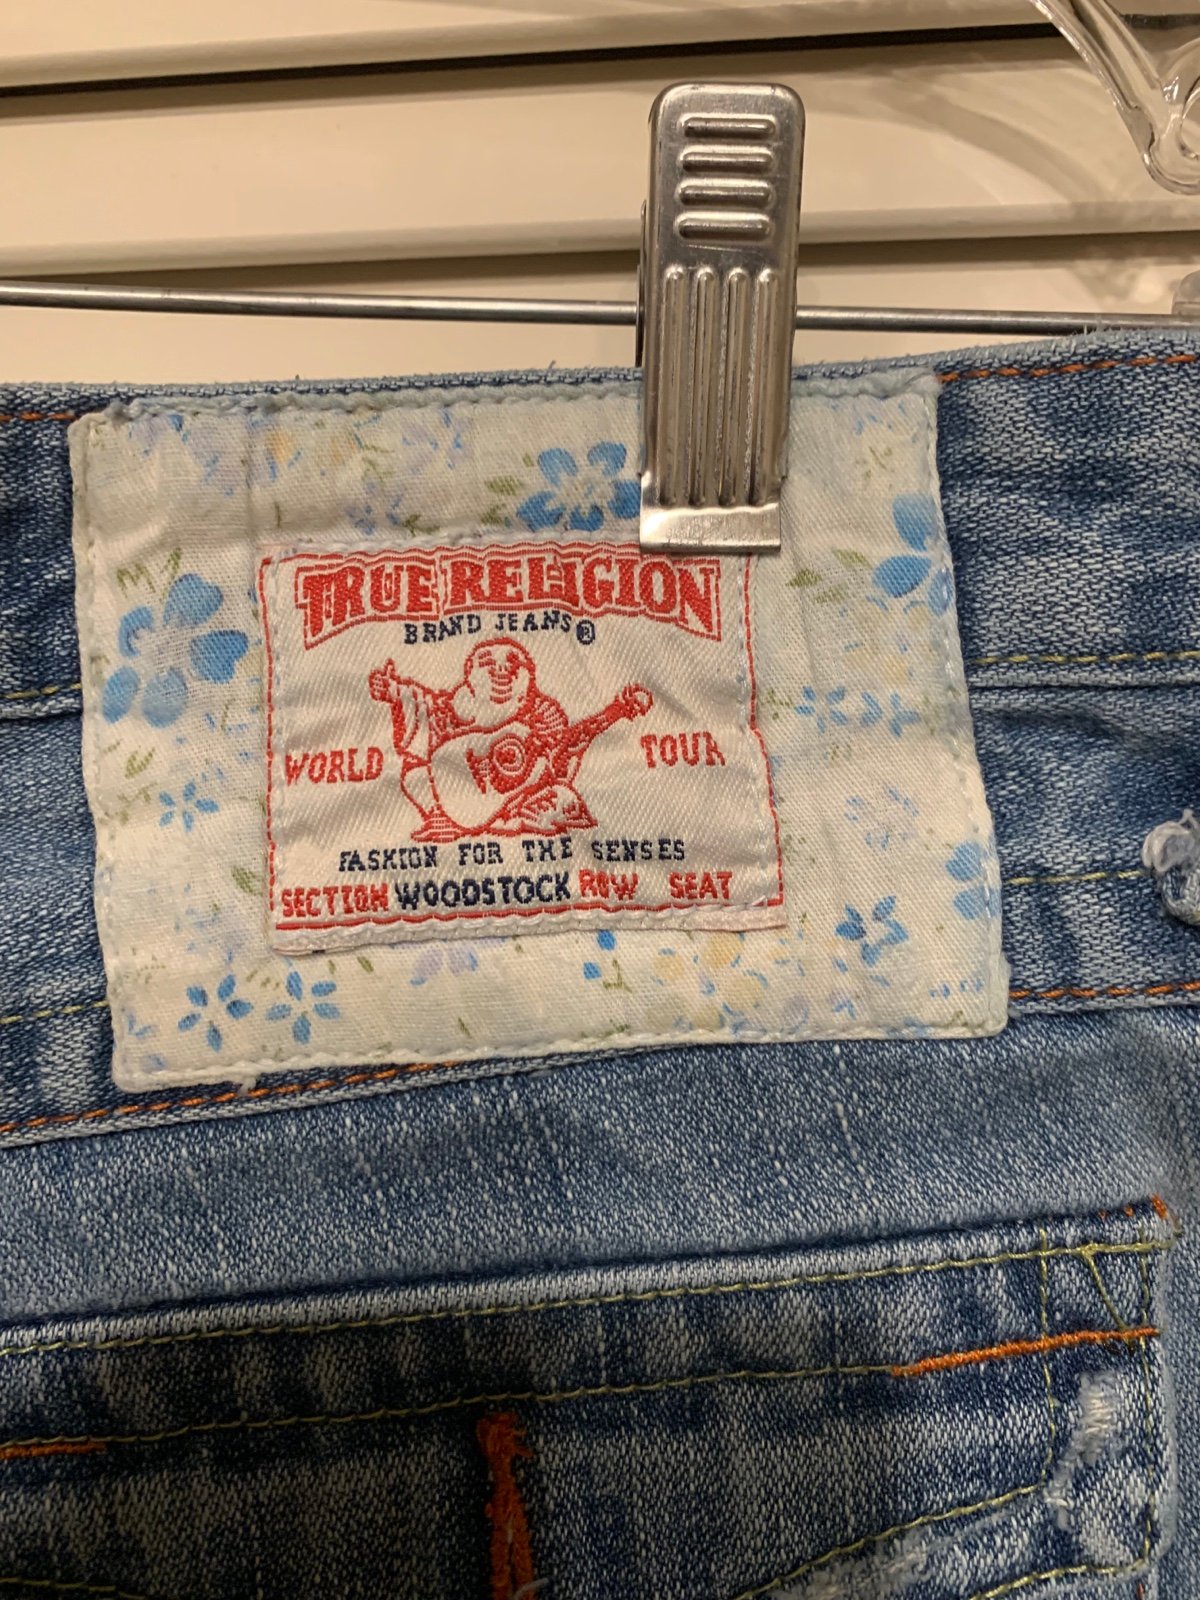 TRUE RELIGION
BRAND JEANS®
WORLD TOUR
FASHION FOR THE SENSES
SECTION WOODSTOCK ROW SEAT